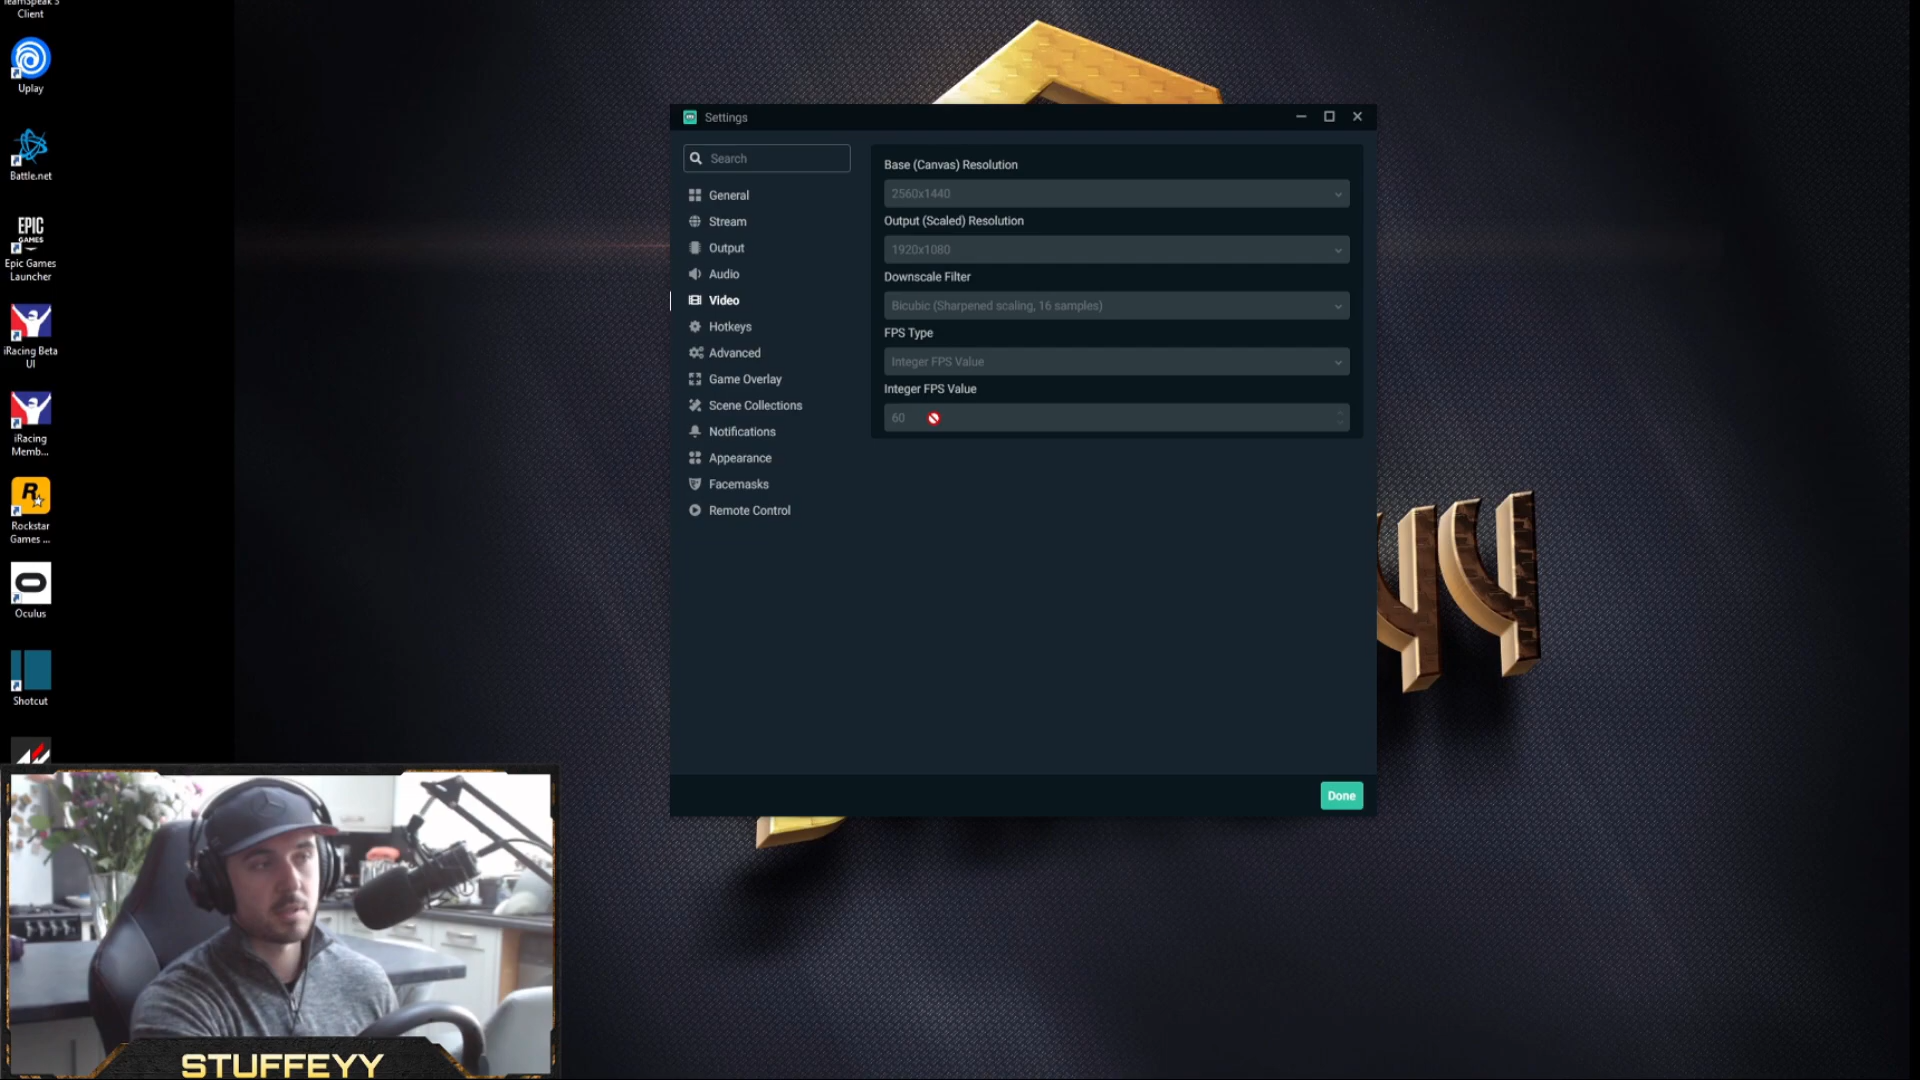 TeamSpeak 3
Client
Uplay
Battle.net
EPIC
GAMES
Epic Games
Launcher
iRacing Beta
UI
iRacing
Memb...
R
Rockstar
Games ...
Oculus
Shotcut
Settings
Search
General
Stream
Output
Audio
Video
Hotkeys
Advanced
Game Overlay
Scene Collections
Notifications
Appearance
Facemasks
Remote Control
Base (Canvas) Resolution
2560x1440
Output (Scaled) Resolution
1920x1080
Downscale Filter
Bicubic (Sharpened scaling, 16 samples)
FPS Type
Integer FPS Value
Integer FPS Value
60
Done
yy
STUFFEYY